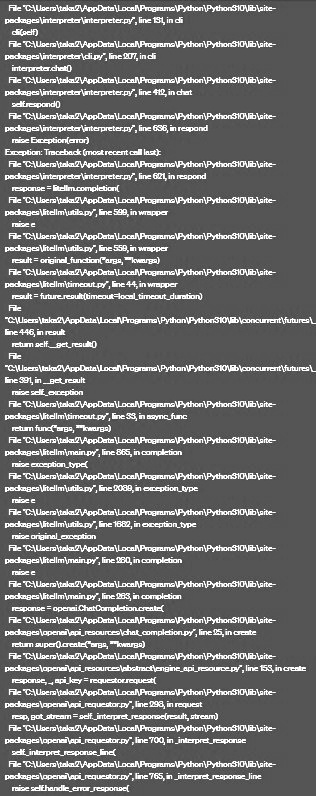 File "C:\Users\taka2\AppData\Local\Programs\Python\Python310\lib\site-
packages\interpreter\interpreter.py", line 131, in cli
cli(self)
File "C:\Users\taka2\AppData\Local\Programs\Python\Python310\lib\site-
packages\interpreter\cli.py", line 207, in cli
interpreter.chat()
File "C:\Users\taka2\AppData\Local\Programs\Python\Python310\lib\site-
packages\interpreter\interpreter.py", line 412, in chat
self.respond()
File "C:\Users\taka2\AppData\Local\Programs\Python\Python310\lib\site-
packages\interpreter\interpreter.py", line 636, in respond
raise Exception(error)
Exception: Traceback (most recent call last):
File "C:\Users\taka2\AppData\Local\Programs\Python\Python310\lib\site-
packages\interpreter\interpreter.py", line 621, in respond
response = litellm.completion(
File "C:\Users\taka2\AppData\Local\Programs\Python\Python310\lib\site-
packages\litellm\utils.py", line 599, in wrapper
raise e
File "C:\Users\taka2\AppData\Local\Programs\Python\Python310\lib\site-
packages\litellm\utils.py", line 559, in wrapper
result = original_function(*args, **kwargs)
File "C:\Users\taka2\AppData\Local\Programs\Python\Python310\lib\site-
packages\litellm\timeout.py", line 44, in wrapper
result = future.result(timeout=local_timeout_duration)
File
"C:\Users\taka2\AppData\Local\Programs\Python\Python310\lib\concurrent\futures\_
line 446, in result
return self.__get_result()
File
"C:\Users\taka2\AppData\Local\Programs\Python\Python310\lib\concurrent\futures\_
line 391, in __get_result
raise self._exception
File "C:\Users\taka2\AppData\Local\Programs\Python\Python310\lib\site-
packages\litellm\timeout.py", line 33, in async_func
return func(*args, **kwargs)
File "C:\Users\taka2\AppData\Local\Programs\Python\Python310\lib\site-
packages\litellm\main.py", line 865, in completion
raise exception_type(
File "C:\Users\taka2\AppData\Local\Programs\Python\Python310\lib\site-
packages\litellm\utils.py", line 2089, in exception_type
raise e
File "C:\Users\taka2\AppData\Local\Programs\Python\Python310\lib\site-
packages\litellm\utils.py", line 1682, in exception_type
raise original_exception
File "C:\Users\taka2\AppData\Local\Programs\Python\Python310\lib\site-
packages\litellm\main.py", line 280, in completion
raise e
File "C:\Users\taka2\AppData\Local\Programs\Python\Python310\lib\site-
packages\litellm\main.py", line 263, in completion
response = openai.ChatCompletion.create(
File "C:\Users\taka2\AppData\Local\Programs\Python\Python310\lib\site-
packages\openai\api_resources\chat_completion.py", line 25, in create
return super().create(*args, **kwargs)
File "C:\Users\taka2\AppData\Local\Programs\Python\Python310\lib\site-
packages\openai\api_resources\abstract\engine_api_resource.py", line 153, in create
response, _, api_key = requestor.request(
File "C:\Users\taka2\AppData\Local\Programs\Python\Python310\lib\site-
packages\openai\api_requestor.py", line 298, in request
resp, got_stream = self._interpret_response(result, stream)
File "C:\Users\taka2\AppData\Local\Programs\Python\Python310\lib\site-
packages\openai\api_requestor.py", line 700, in _interpret_response
self._interpret_response_line(
File "C:\Users\taka2\AppData\Local\Programs\Python\Python310\lib\site-
packages\openai\api_requestor.py", line 765, in _interpret_response_line
raise self.handle_error_response(